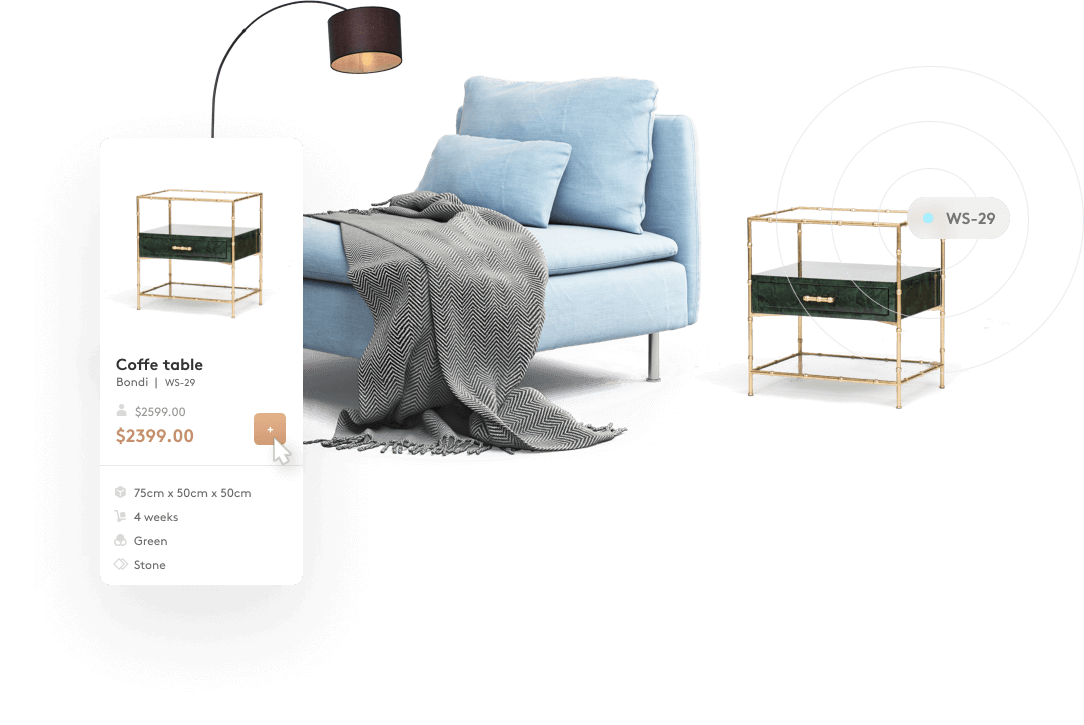 Coffe table
Bondi | WS-29
$2599.00
$2399.00
+
75cm x 50cm x 50cm
4 weeks
Green
Stone
WS-29